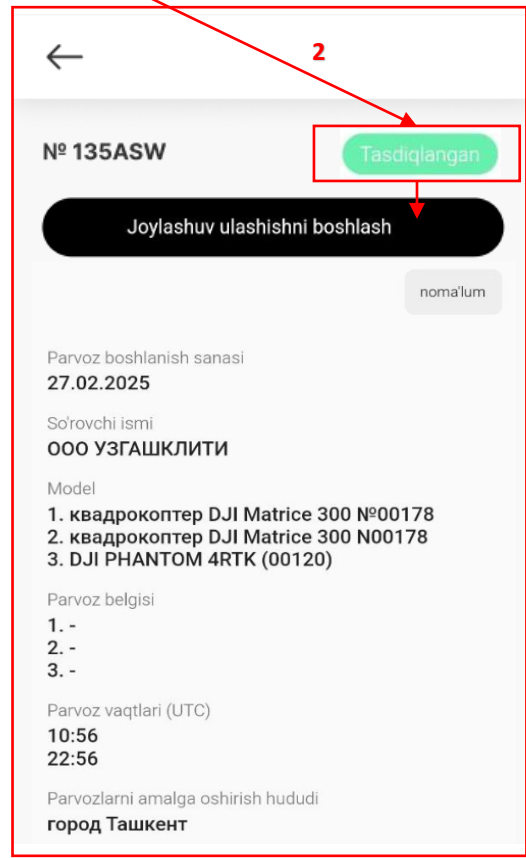 2
№ 135ASW
Tasdiqlangan
Joylashuv ulashishni boshlash
noma'lum
Parvoz boshlanish sanasi
27.02.2025
So'rovchi ismi
ООО УЗГАШКЛИТИ
Model
1. квадрокоптер DJI Matrice 300 №00178
2. квадрокоптер DJI Matrice 300 N00178
3. DJI PHANTOM 4RTK (00120)
Parvoz belgisi
1. -
2. -
3. -
Parvoz vaqtlari (UTC)
10:56
22:56
Parvozlarni amalga oshirish hududi
город Ташкент